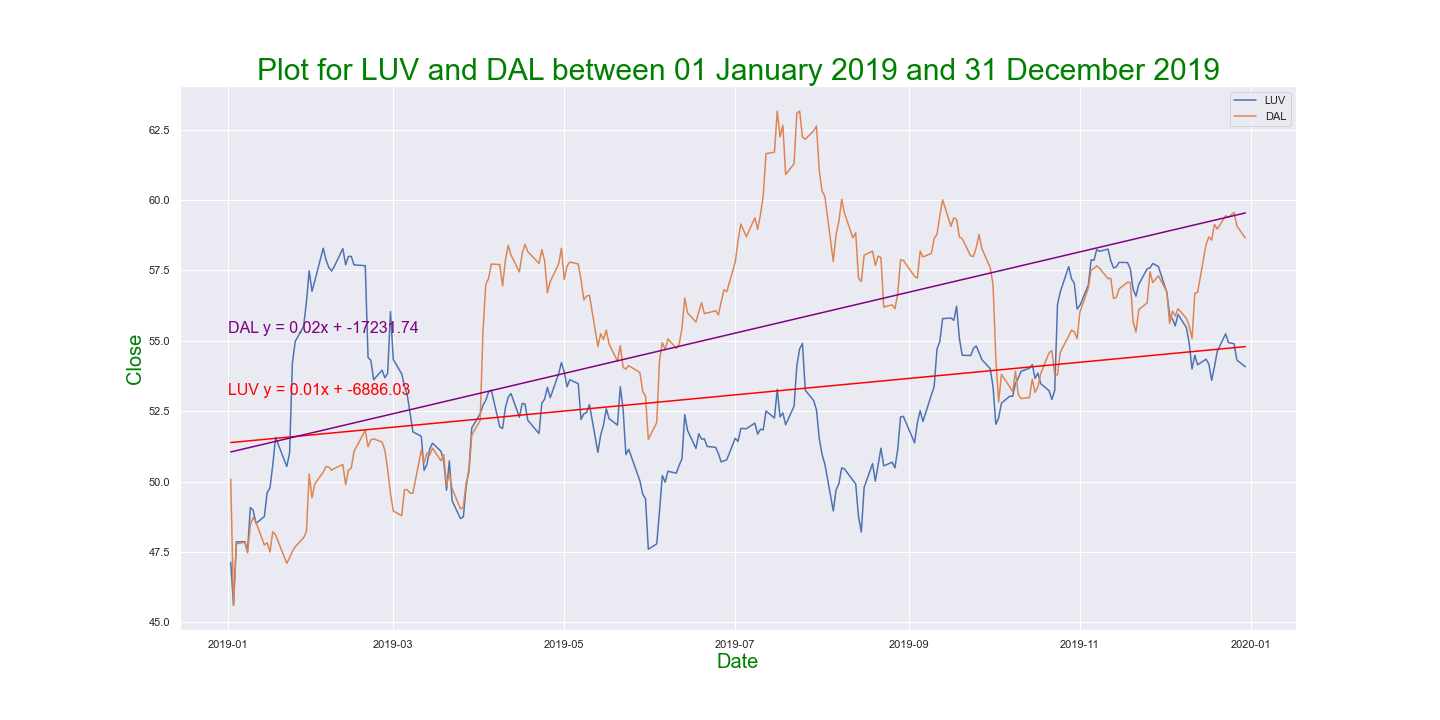 Plot for LUV and DAL between 01 January 2019 and 31 December 2019
LUV
DAL
62.5
60.0
57.5
55.0
52.5
50.0
47.5
45.0
Close
DAL y = 0.02x + -17231.74
LUV y = 0.01x + -6886.03
2019-01 2019-03 2019-05 2019-07 2019-09 2019-11 2020-01
Date